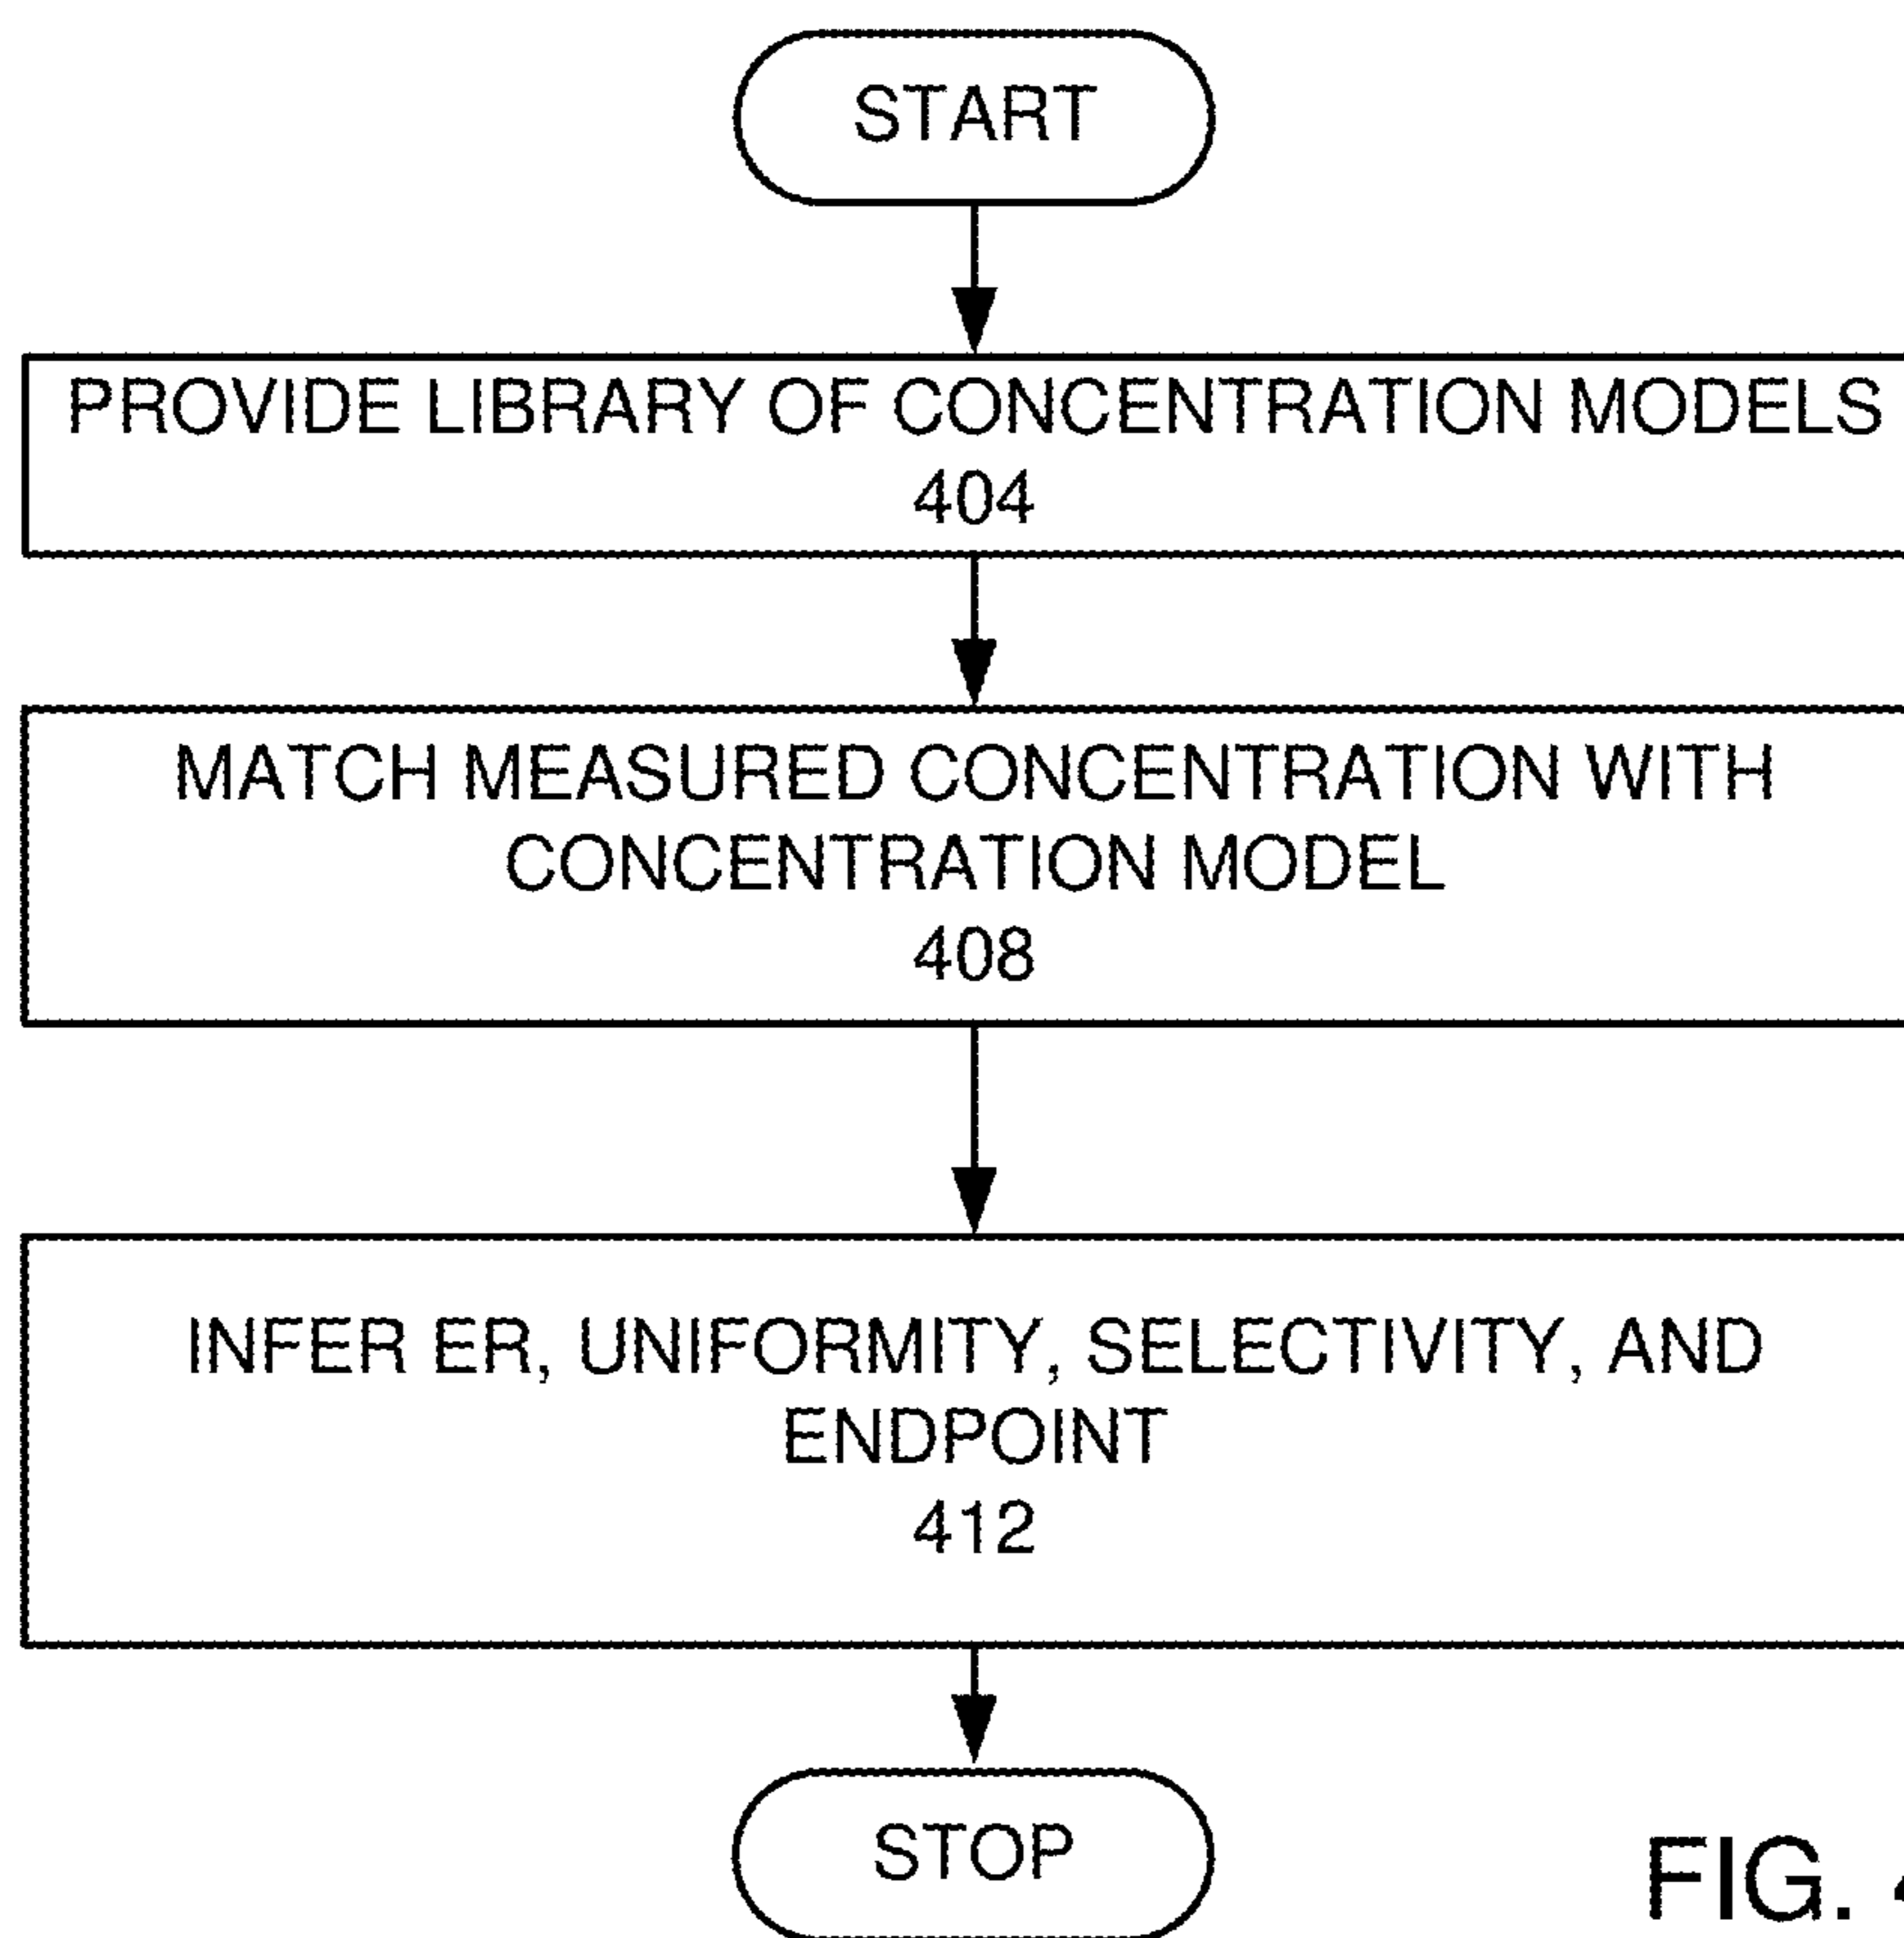 START
PROVIDE LIBRARY OF CONCENTRATION MODELS
404
MATCH MEASURED CONCENTRATION WITH
CONCENTRATION MODEL
408
INFER ER, UNIFORMITY, SELECTIVITY, AND
ENDPOINT
412
STOP
FIG.